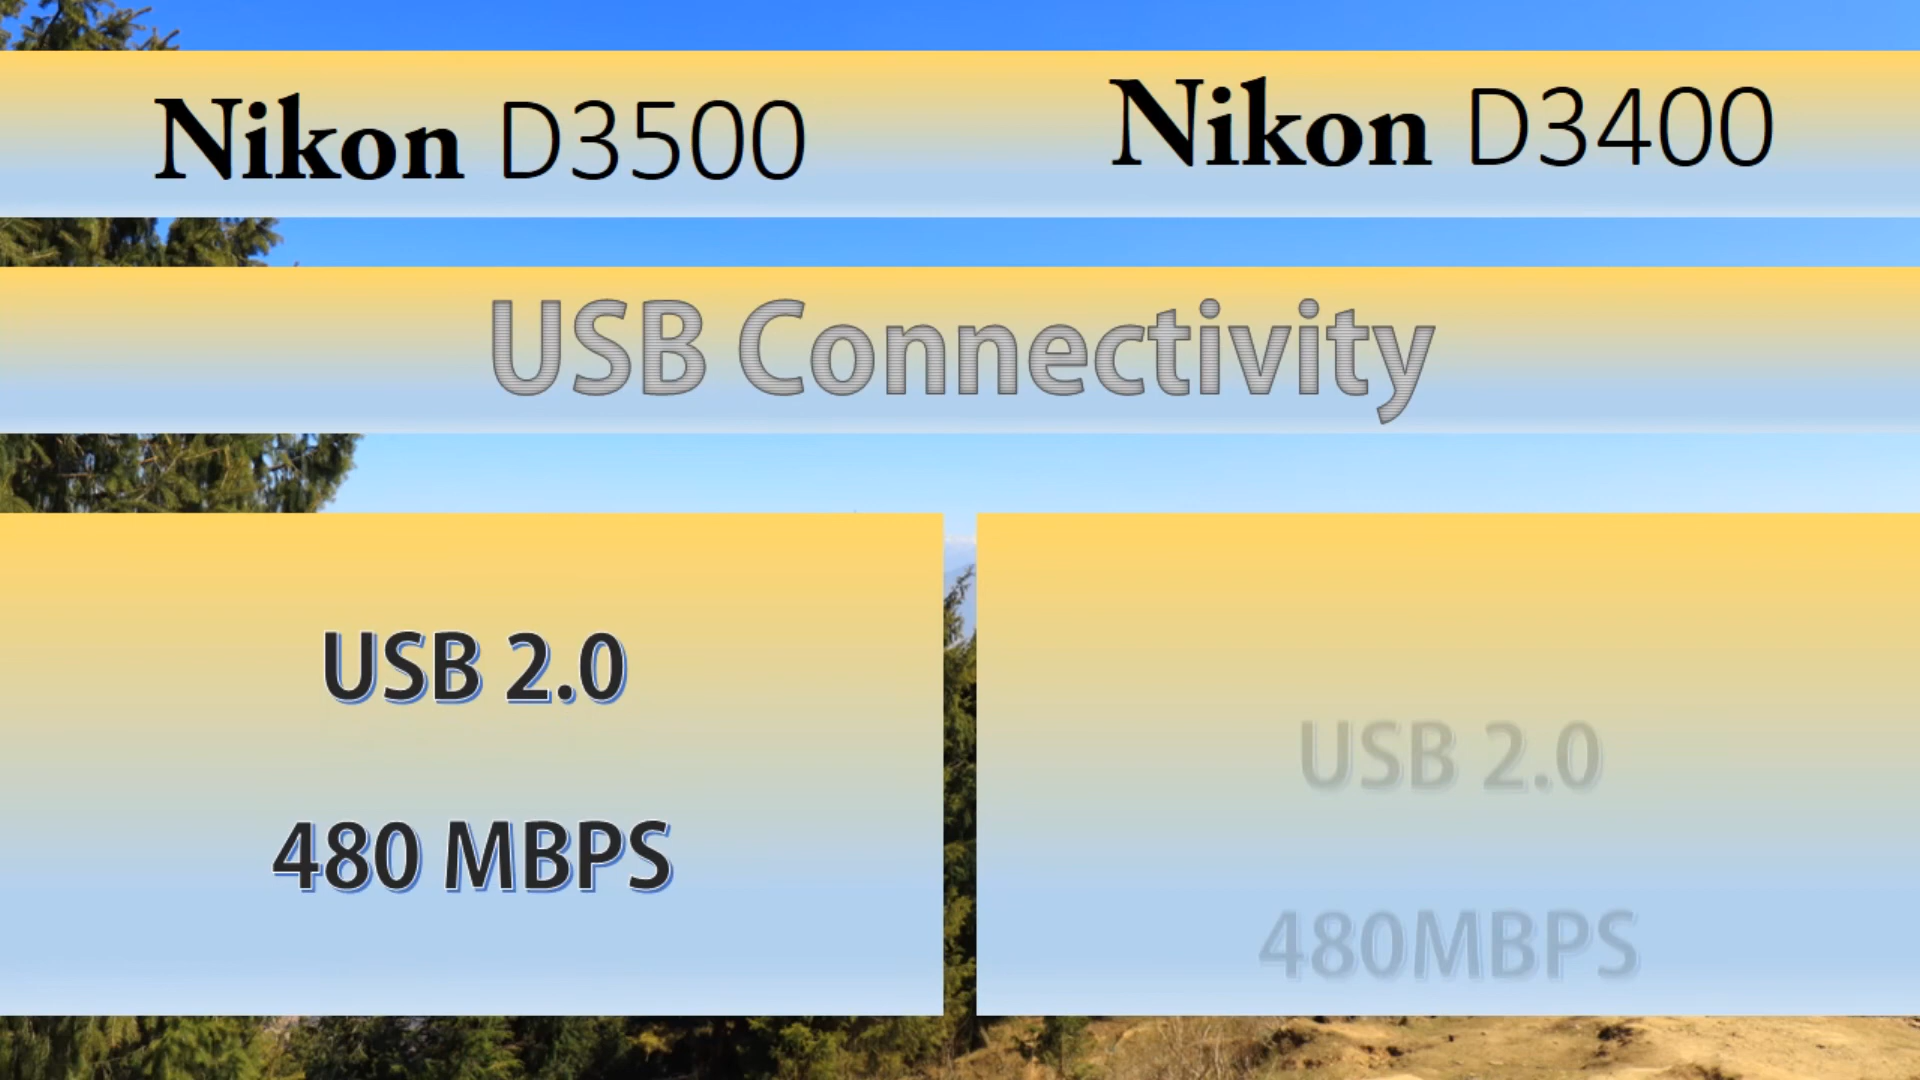 Nikon D3500
Nikon D3400
USB Connectivity
USB 2.0
480 MBPS
USB 2.0
480MBPS